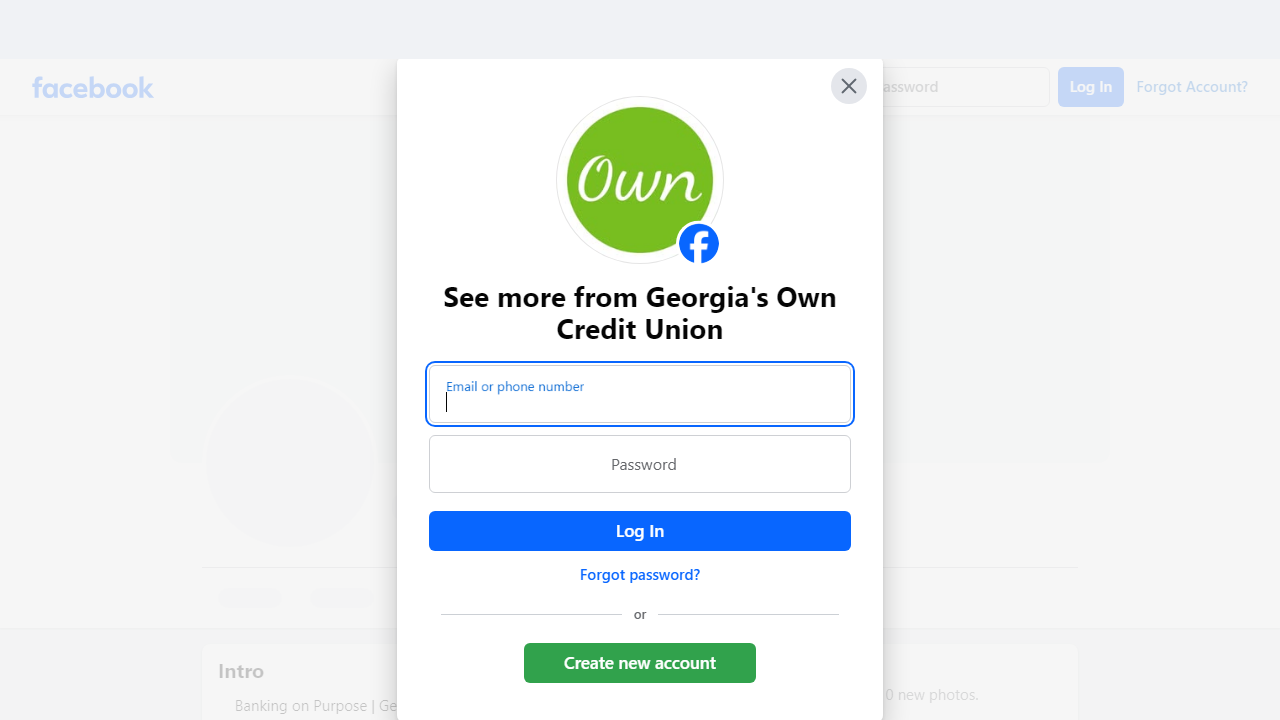 facebook
assword
Log In
Forgot Account?
Own
See more from Georgia's Own
Credit Union
Email or phone number
Password
Log In
Forgot password?
or
Create new account
Intro
Banking on Purpose | Ge
0 new photos.